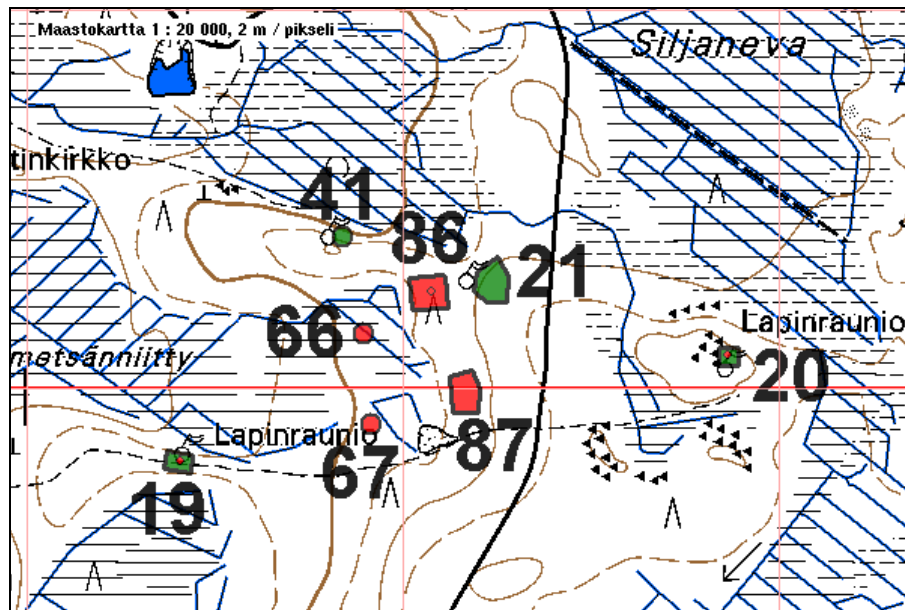 Maastokartta 1 : 20 000, 2 m / pikseli
Siljaneva
tinkirkko
41
86
21
66
Lapinraunio
metsänniitty
20
Lapinraunio
87
67
19